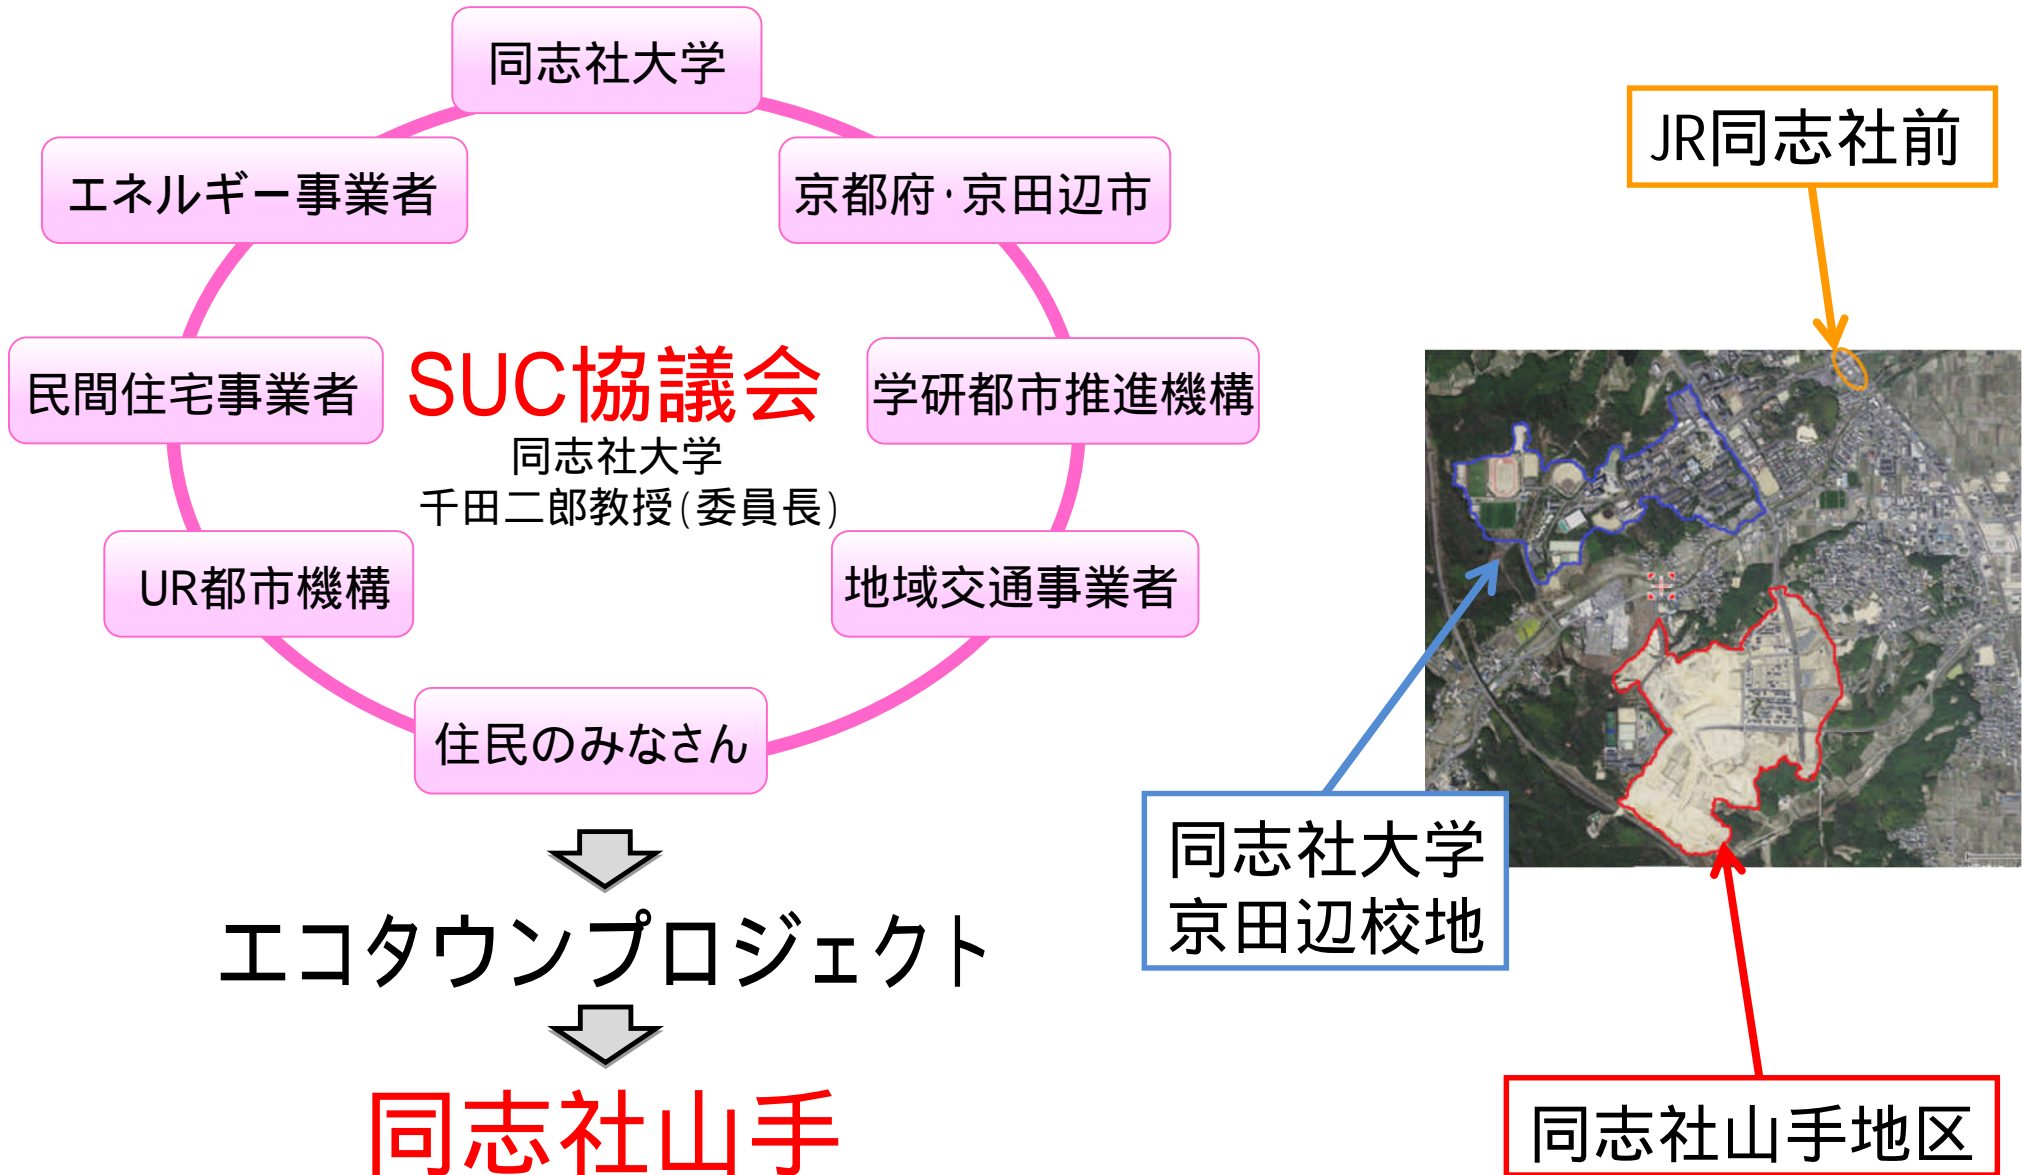 同志社大学
エネルギー事業者
京都府・京田辺市
民間住宅事業者
SUC協議会
同志社大学
千田二郎教授(委員長)
学研都市推進機構
UR都市機構
地域交通事業者
住民のみなさん
エコタウンプロジェクト
同志社山手
JR同志社前
同志社大学
京田辺校地
同志社山手地区